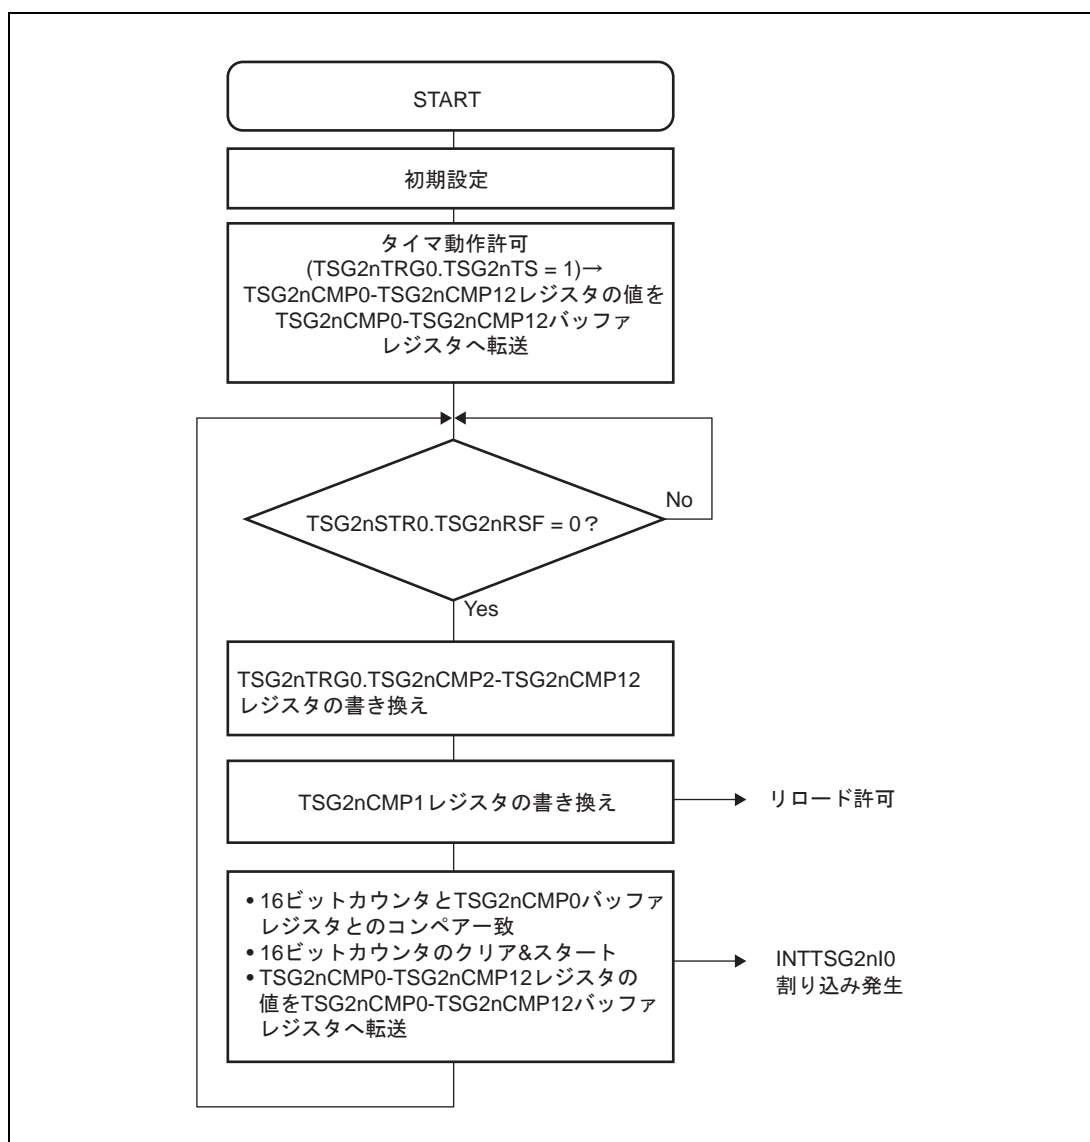 START
初期設定
タイマ動作許可
(TSG2nTRG0.TSG2nTS = 1)→
TSG2nCMP0-TSG2nCMP12レジスタの値を
TSG2nCMP0-TSG2nCMP12バッファ
レジスタへ転送
TSG2nSTR0.TSG2nRSF = 0？
No
Yes
TSG2nTRG0.TSG2nCMP2-TSG2nCMP12
レジスタの書き換え
TSG2nCMP1レジスタの書き換え
リロード許可
• 16ビットカウンタとTSG2nCMP0バッファ
レジスタとのコンペア一致
• 16ビットカウンタのクリア&スタート
• TSG2nCMP0-TSG2nCMP12レジスタの
値をTSG2nCMP0-TSG2nCMP12バッファ
レジスタへ転送
INTTSG2nI0
割り込み発生